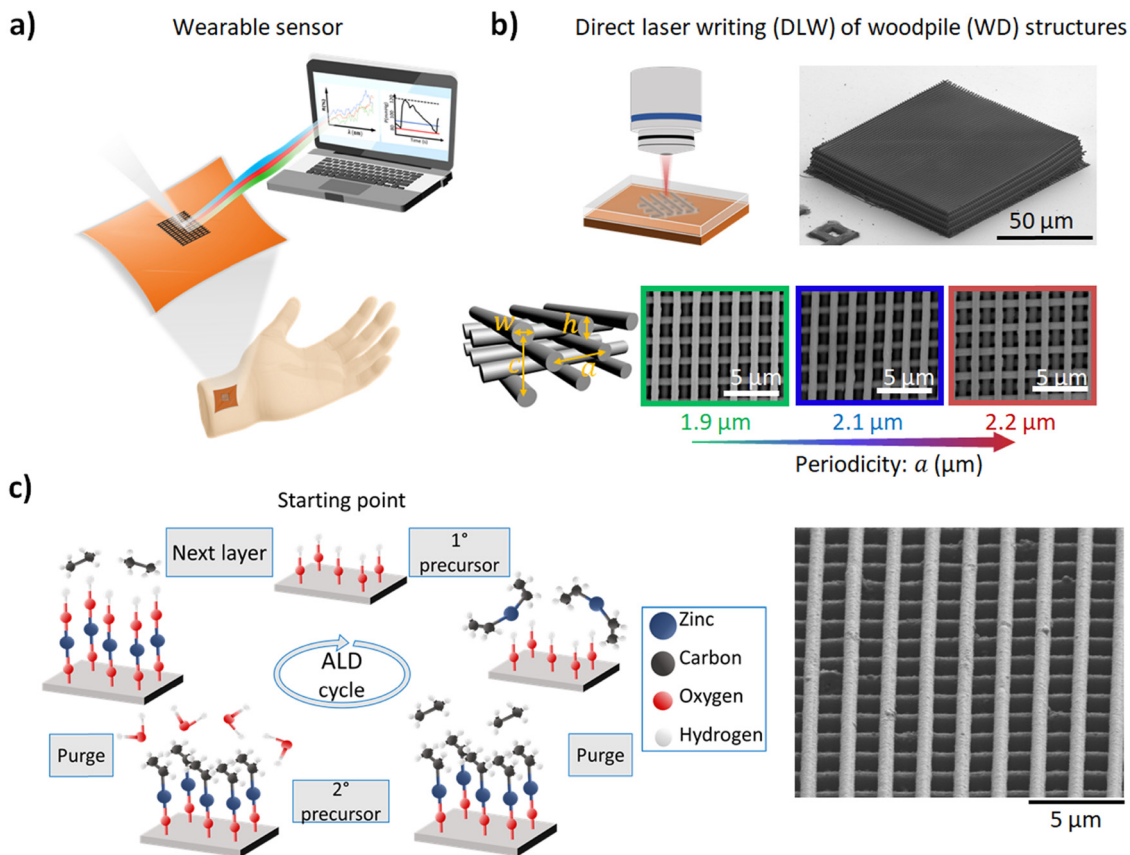 a)
Wearable sensor
R(%)
λ (nm)
Time (s)
b)
Direct laser writing (DLW) of woodpile (WD) structures
50 µm
w
h
c
a
5 µm
5 µm
5 µm
1.9 µm
2.1 µm
2.2 µm
Periodicity: a (µm)
c)
Starting point
Next layer
1°
precursor
ALD
cycle
Zinc
Carbon
Oxygen
Hydrogen
Purge
2°
precursor
Purge
5 µm